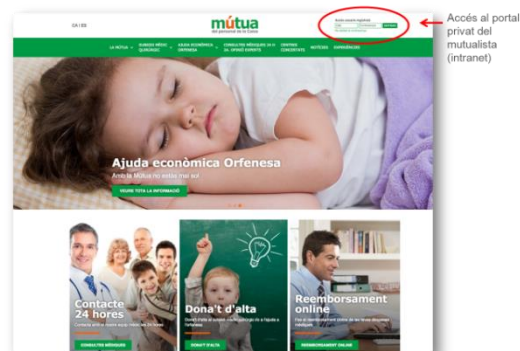 CA / ES
mútua
del personal de la Caixa
Accés al portal
privat del
mutualista
(intranet)
LA MÚTUA
SUBSIDI MÈDIC
QUIRÚRGIC
AJUDA ECONÒMICA
ORFENESA
CONSULTES MÈDIQUES 24 H
2A. OPINIÓ EXPERTS
CENTRES
CONCERTATS
NOTÍCIES
EXPERIÈNCIES
Ajuda econòmica Orfenesa
Amb la Mútua no estàs mai sol
VEURE TOTA LA INFORMACIÓ
Contacte
24 hores
CONSULTES MÈDIQUES
Dona't d'alta
DONA'T D'ALTA
Reemborsament
online
REEMBORSAMENT ONLINE